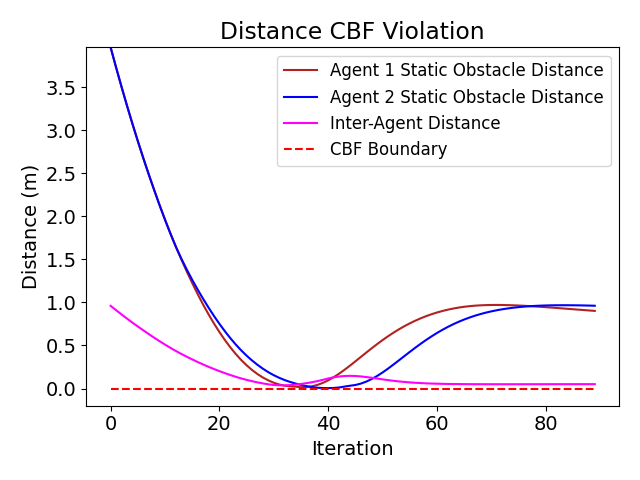 Distance CBF Violation
Agent 1 Static Obstacle Distance
Agent 2 Static Obstacle Distance
Inter-Agent Distance
CBF Boundary
Distance (m)
3.5
3.0
2.5
2.0
1.5
1.0
0.5
0.0
0 20 40 60 80
Iteration